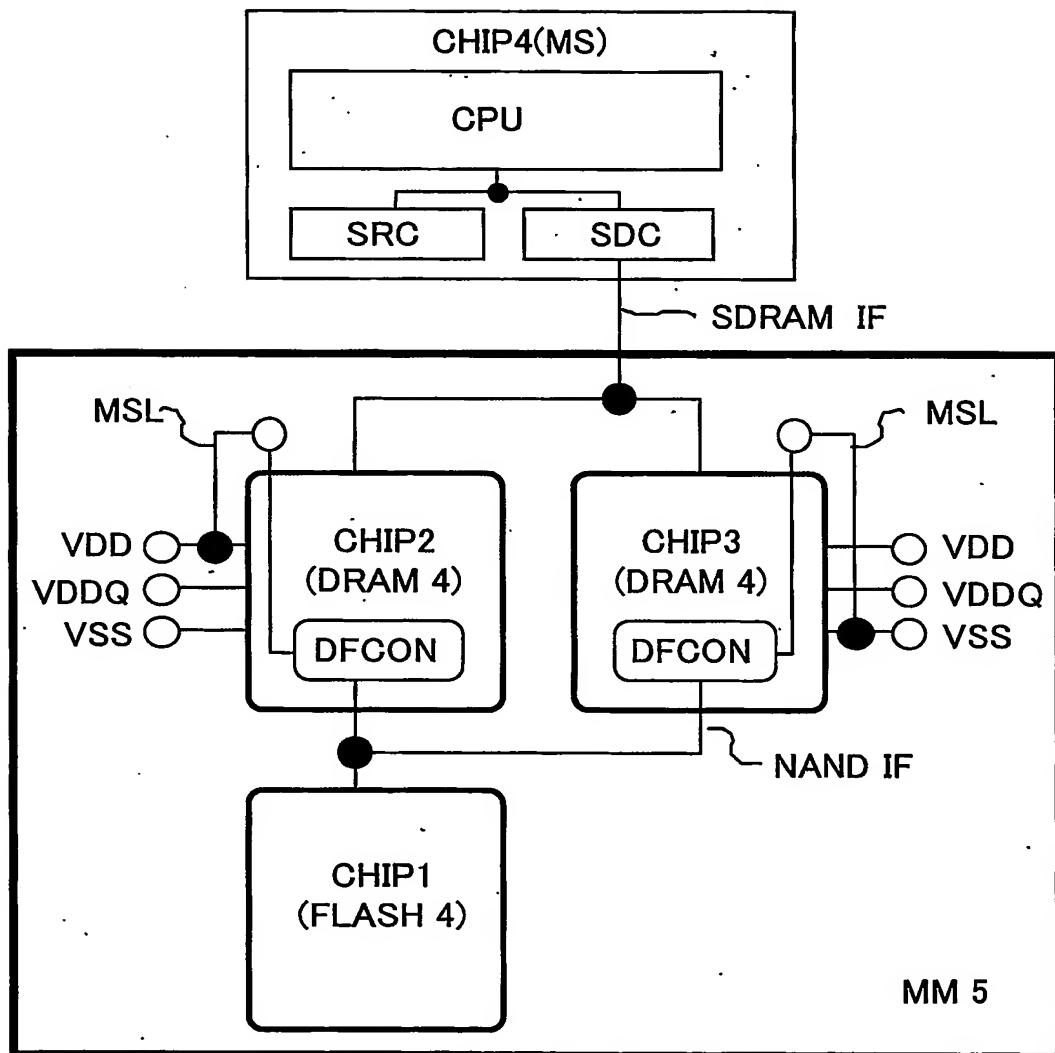 CHIP4(MS)
CPU
SRC
SDC
SDRAM IF
MSL
MSL
VDD
VDDQ
VSS
CHIP2
(DRAM 4)
DFCON
CHIP3
(DRAM 4)
DFCON
VDD
VDDQ
VSS
NAND IF
CHIP1
(FLASH 4)
MM 5